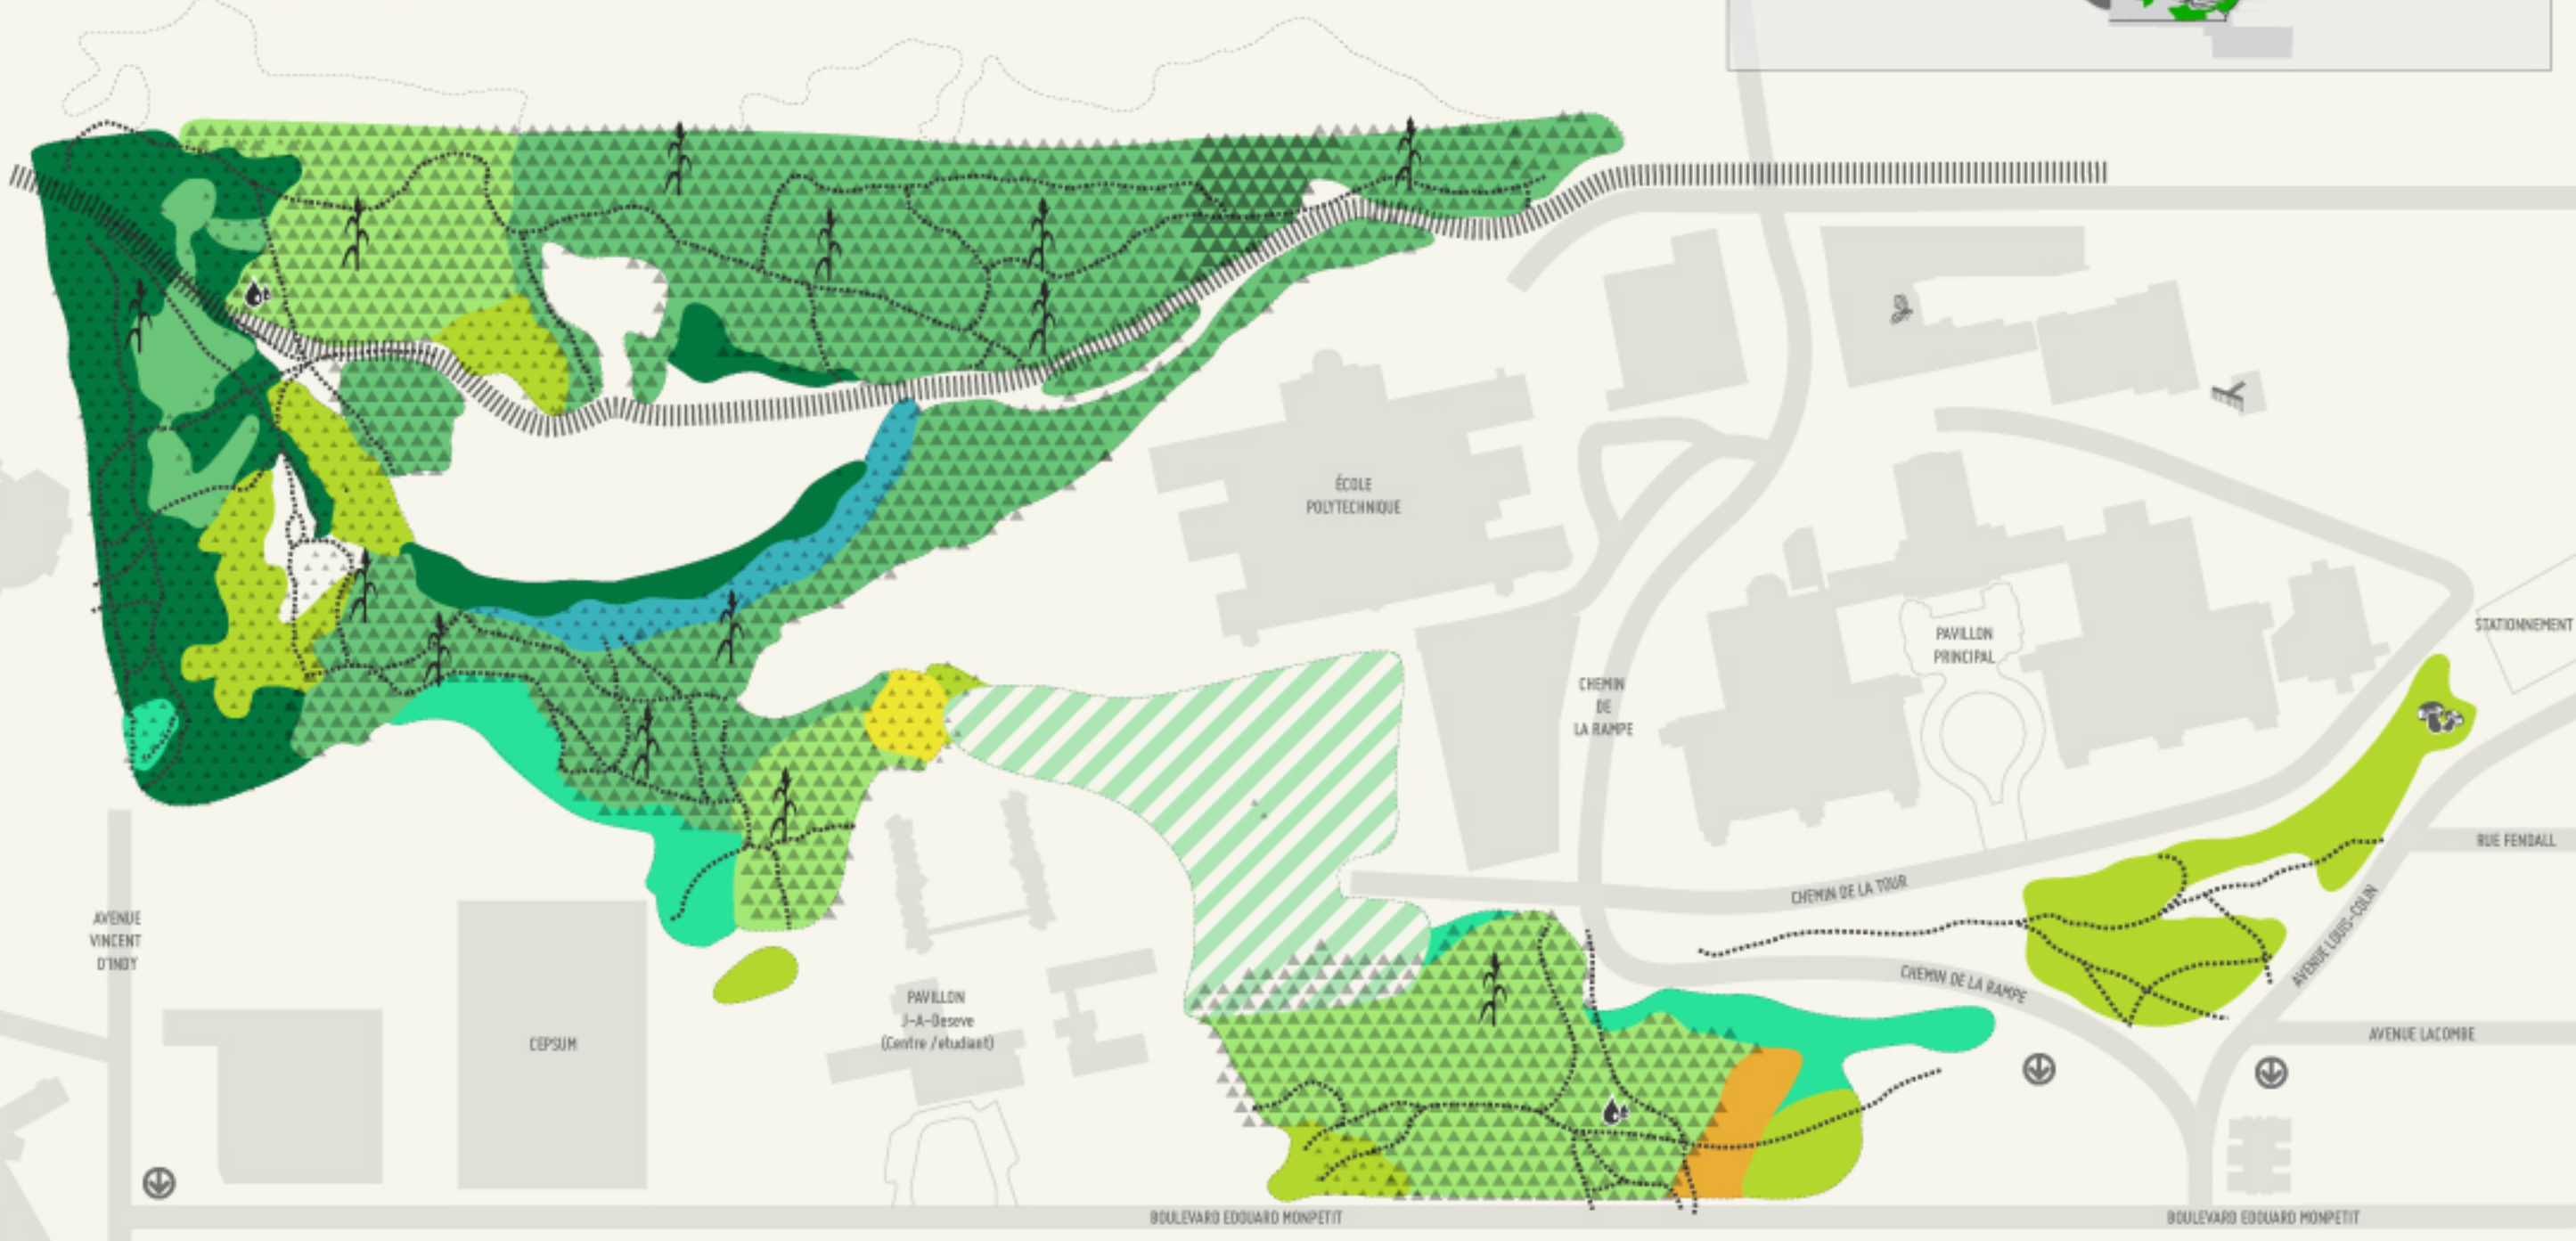 ÉCOLE
POLYTECHNIQUE
PAVILLON
PRINCIPAL
STATIONNEMENT
CHEMIN
DE
LA RAMPE
RUE FENDALL
CHEMIN DE LA TOUR
AVENUE LOUIS-COLIN
AVENUE
VINCENT
D'INDY
CHEMIN DE LA RAMPE
PAVILLON
J-A-Deseve
(Centre /etudiant)
CEPSUM
AVENUE LACOMBE
BOULEVARD EDOUARD MONPETIT
BOULEVARD EDOUARD MONPETIT